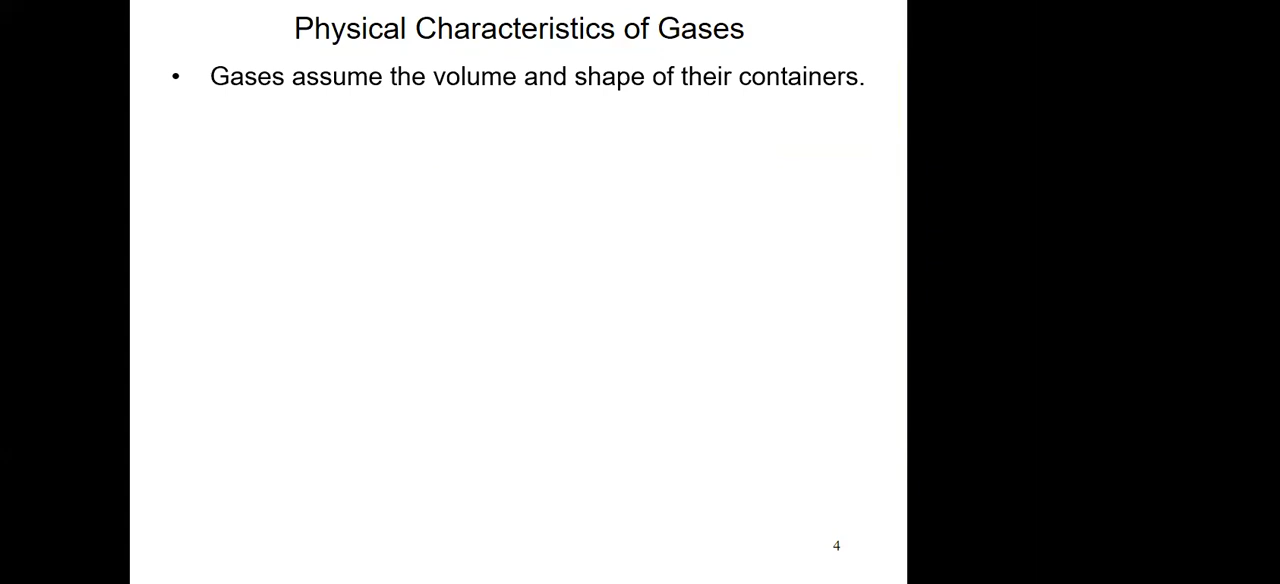 Physical Characteristics of Gases
• Gases assume the volume and shape of their containers.
4